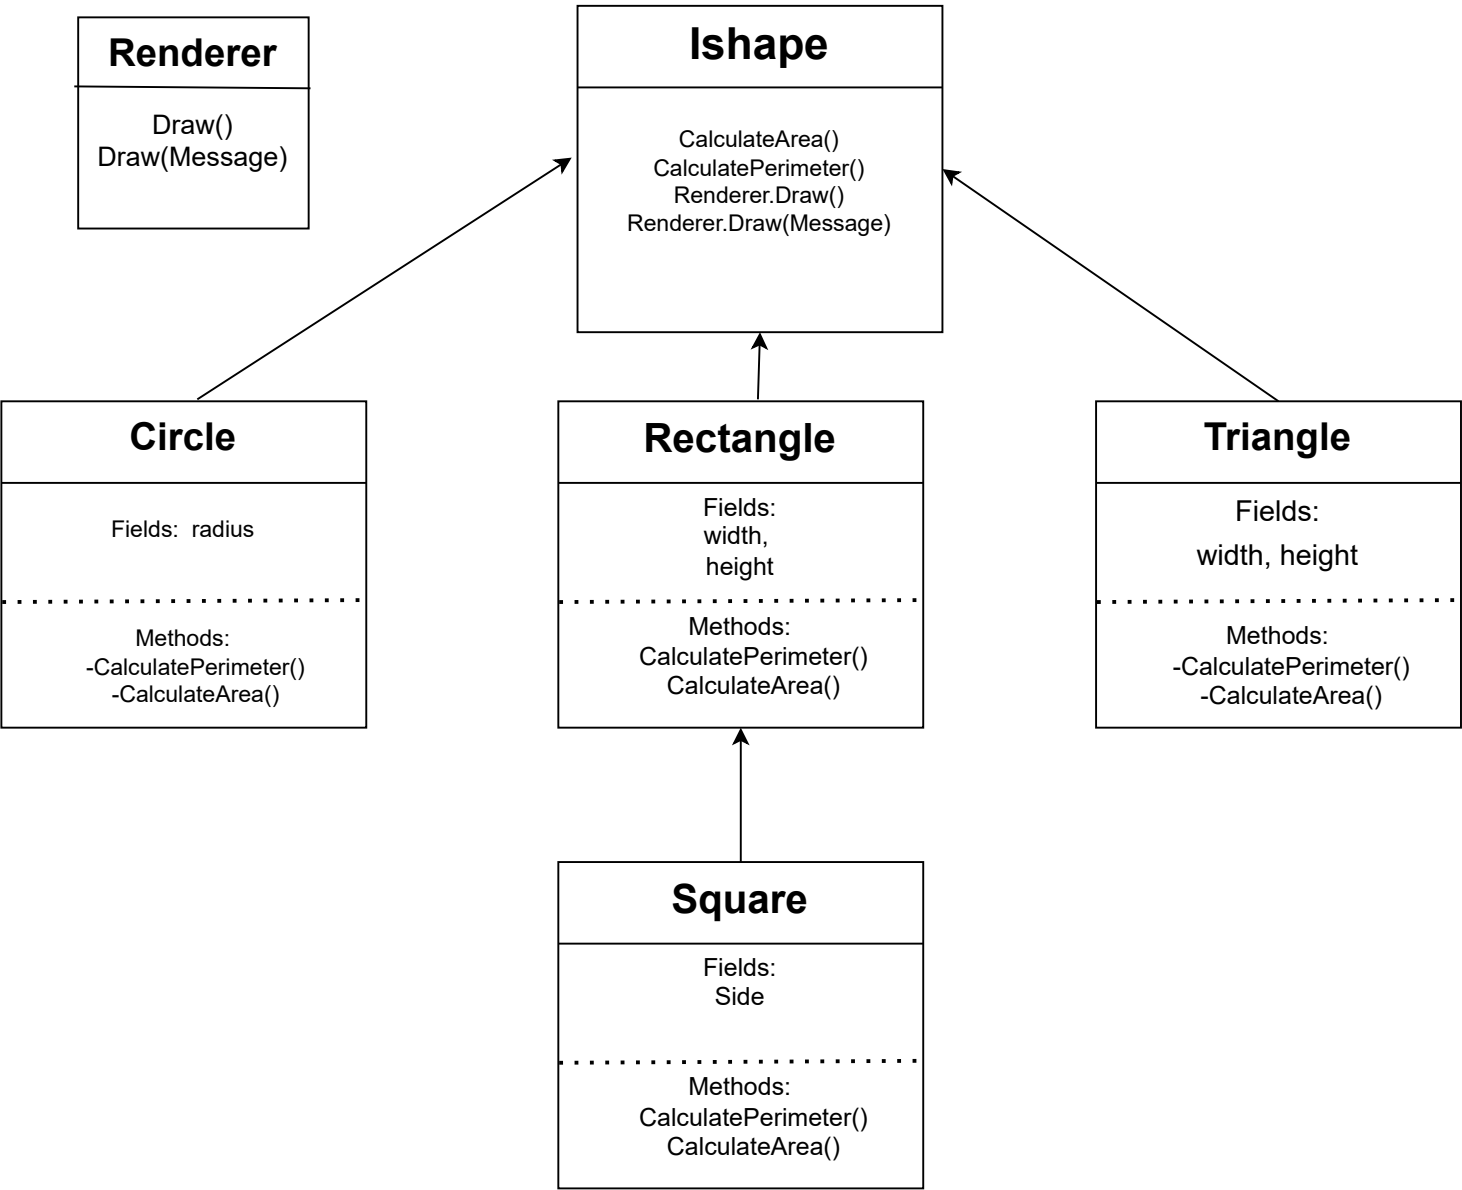 Renderer
Draw()
Draw(Message)
Ishape
CalculateArea()
CalculatePerimeter()
Renderer.Draw()
Renderer.Draw(Message)
Circle
Fields:  radius
Methods:
-CalculatePerimeter()
-CalculateArea()
Rectangle
Fields:
width,
height
Methods:
CalculatePerimeter()
CalculateArea()
Triangle
Fields:
width, height
Methods:
-CalculatePerimeter()
-CalculateArea()
Square
Fields:
Side
Methods:
CalculatePerimeter()
CalculateArea()